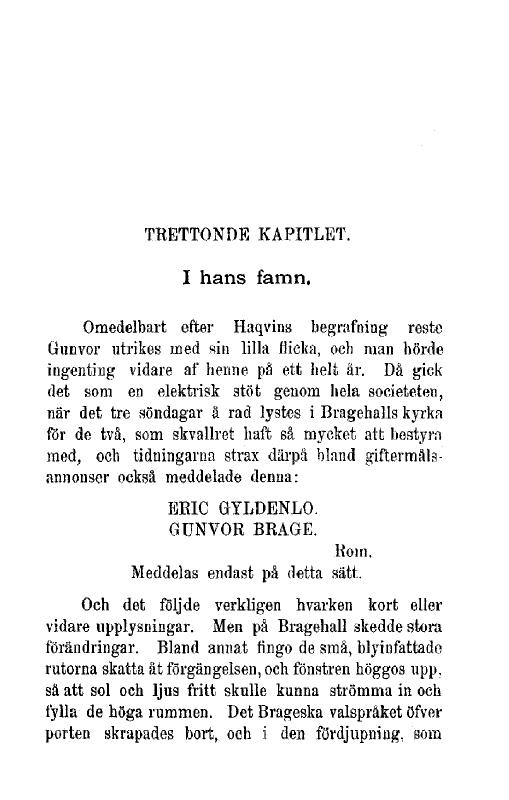 TRETTONDE KAPITLET.
I hans famn.
Omedelbart efter Haqvins begrafning reste
Gunvor utrikes med sin lilla flicka, och man hörde
ingenting vidare af henne på ett helt år. Då gick
det som en elektrisk stöt genom hela societeten,
när det tre söndagar å rad lystes i Bragehalls kyrka
för de två, som skvallret haft så mycket att bestyra
med, och tidningarna strax därpå bland giftermåls-
annonser också meddelade denna:
ERIC GYLDENLO.
GUNVOR BRAGE.
Rom.
Meddelas endast på detta sätt.
Och det följde verkligen hvarken kort eller
vidare upplysningar. Men på Bragehall skedde stora
förändringar. Bland annat fingo de små, blyinfattade
rutorna skatta åt förgängelsen, och fönstren höggos upp,
så att sol och ljus fritt skulle kunna strömma in och
fylla de höga rummen. Det Brageska valspråket öfver
porten skrapades bort, och i den fördjupning, som